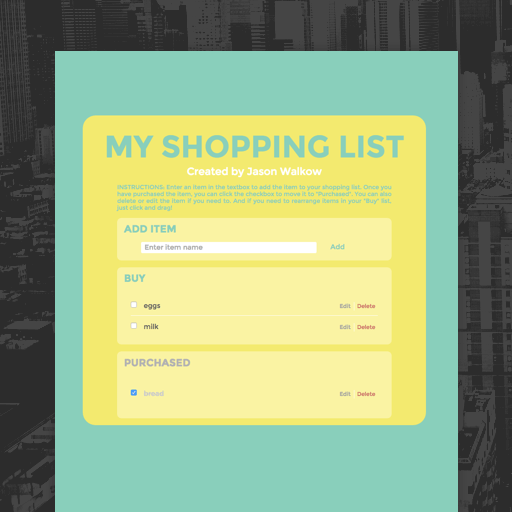 MY SHOPPING LIST
Created by Jason Walkow
INSTRUCTIONS: Enter an item in the textbox to add the item to your shopping list. Once you
have purchased the item, you can click the checkbox to move it to "Purchased". You can also
delete or edit the item if you need to. And if you need to rearrange items in your "Buy" list,
just click and drag!
ADD ITEM
Enter item name Add
BUY
eggs Edit Delete
milk Edit Delete
PURCHASED
bread Edit Delete